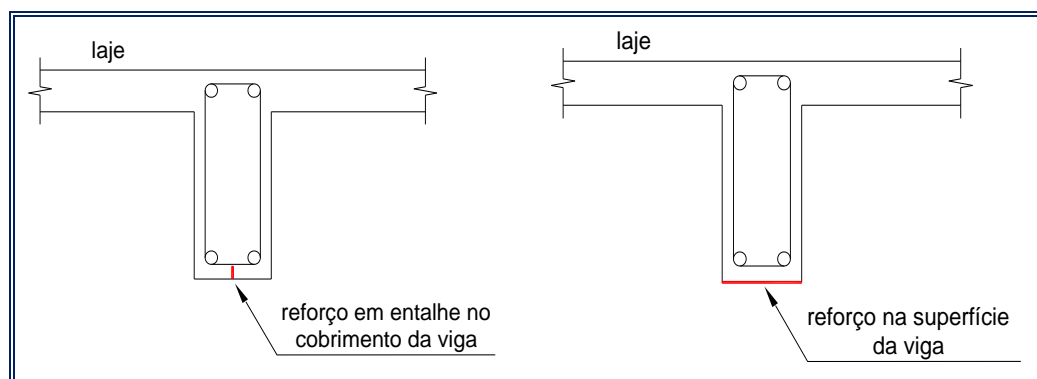 laje
reforço em entalhe no
cobrimento da viga
laje
reforço na superfície
da viga